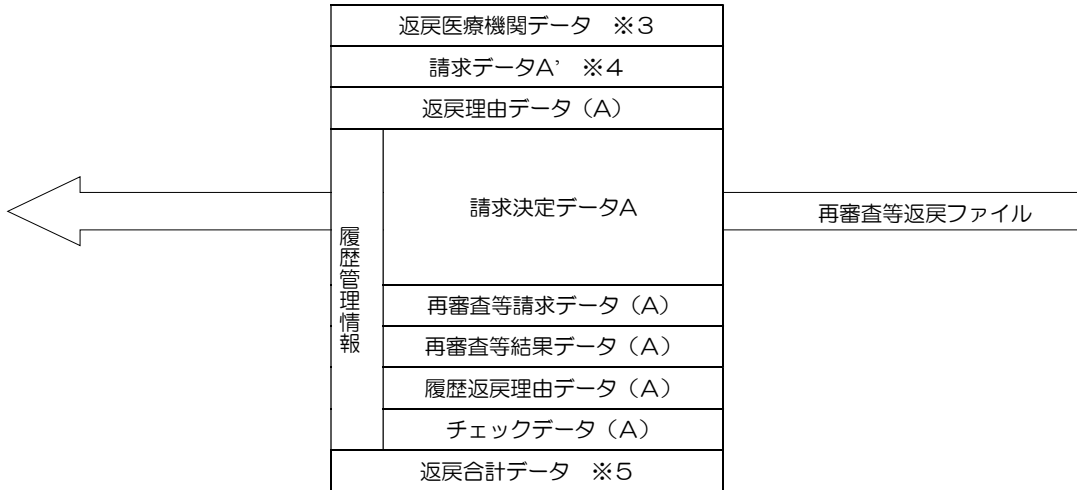 返戻医療機関データ　※３
請求データＡ’　※４
返戻理由データ（Ａ）
履歴管理情報
請求決定データＡ
再審査等返戻ファイル
再審査等請求データ（Ａ）
再審査等結果データ（Ａ）
履歴返戻理由データ（Ａ）
チェックデータ（Ａ）
返戻合計データ　※５